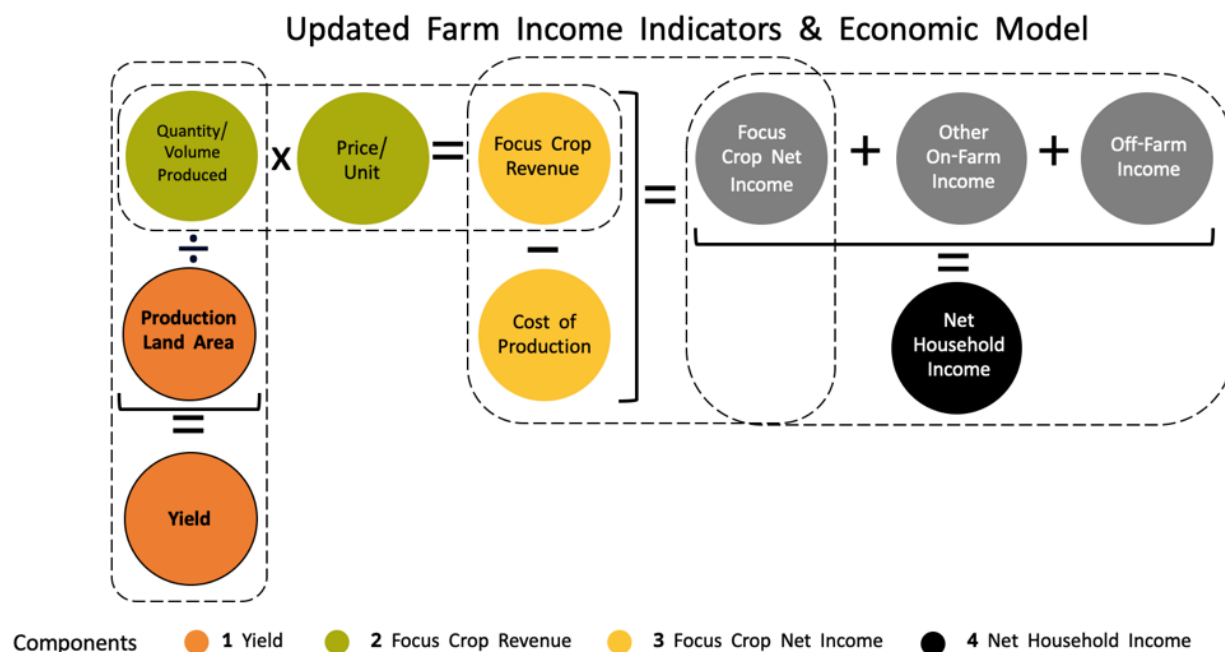 Updated Farm Income Indicators & Economic Model
Quantity/
Volume
Produced
x
Price/
Unit
=
Focus Crop
Revenue
=
Focus
Crop Net
Income
+
Other
On-Farm
Income
+
Off-Farm
Income
÷
–
=
Production
Land Area
Cost of
Production
Net
Household
Income
=
Yield
Components
1 Yield
2 Focus Crop Revenue
3 Focus Crop Net Income
4 Net Household Income